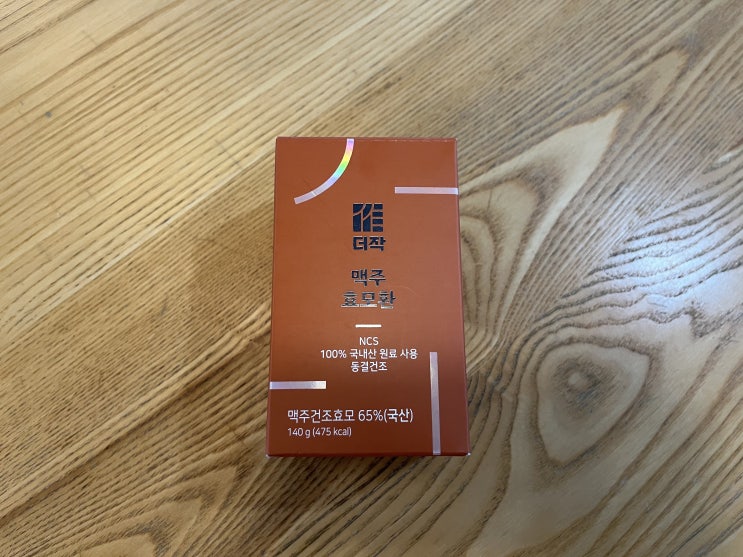 더작
맥주
효모환
NCS
100% 국내산 원료 사용
동결건조
맥주건조효모 65%(국산)
140 g (475 kcal)